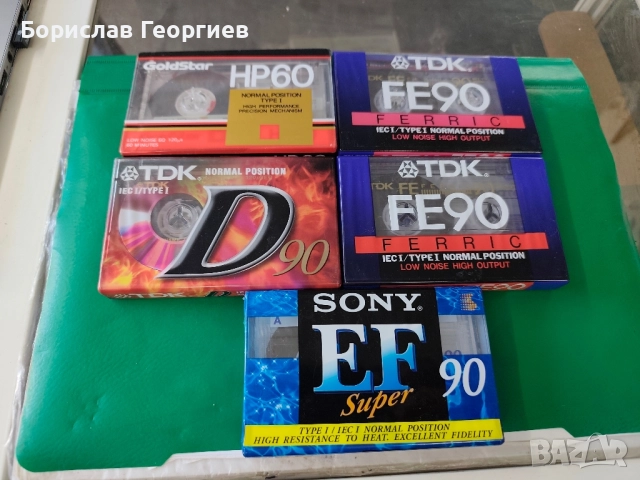 Борислав Георгиев
GoldStar
HP60
NORMAL POSITION
TYPE I
HIGH PERFORMANCE
PRECISION MECHANISM
TDK
FE90
FERRIC
IEC I/TYPE I NORMAL POSITION
LOW NOISE HIGH OUTPUT
TDK
NORMAL POSITION
IEC I/TYPE I
D 90
TDK
TDK
FE90
FERRIC
IEC I/TYPE I NORMAL POSITION
LOW NOISE HIGH OUTPUT
SONY
A
EF
Super
90
TYPE I / IEC I NORMAL POSITION
HIGH RESISTANCE TO HEAT. EXCELLENT FIDELITY
BAZAR